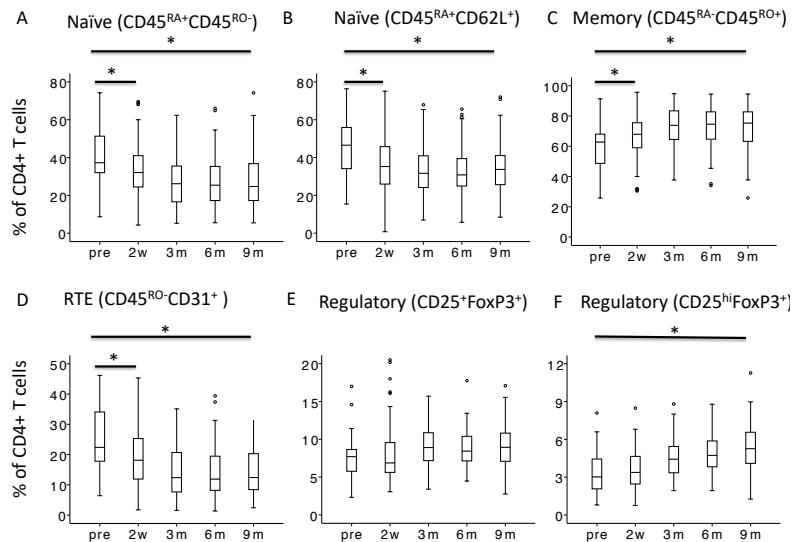 A Naïve (CD45RA+CD45RO-)
*
*
% of CD4+ T cells
80
60
40
20
0
pre 2w 3m 6m 9m
B Naïve (CD45RA+CD62L+)
*
*
80
60
40
20
0
pre 2w 3m 6m 9m
C Memory (CD45RA-CD45RO+)
*
*
100
80
60
40
20
0
pre 2w 3m 6m 9m
D RTE (CD45RO-CD31+ )
*
*
% of CD4+ T cells
50
40
30
20
10
0
pre 2w 3m 6m 9m
E Regulatory (CD25+FoxP3+)
20
15
10
5
0
pre 2w 3m 6m 9m
F Regulatory (CD25hiFoxP3+)
*
12
9
6
3
0
pre 2w 3m 6m 9m